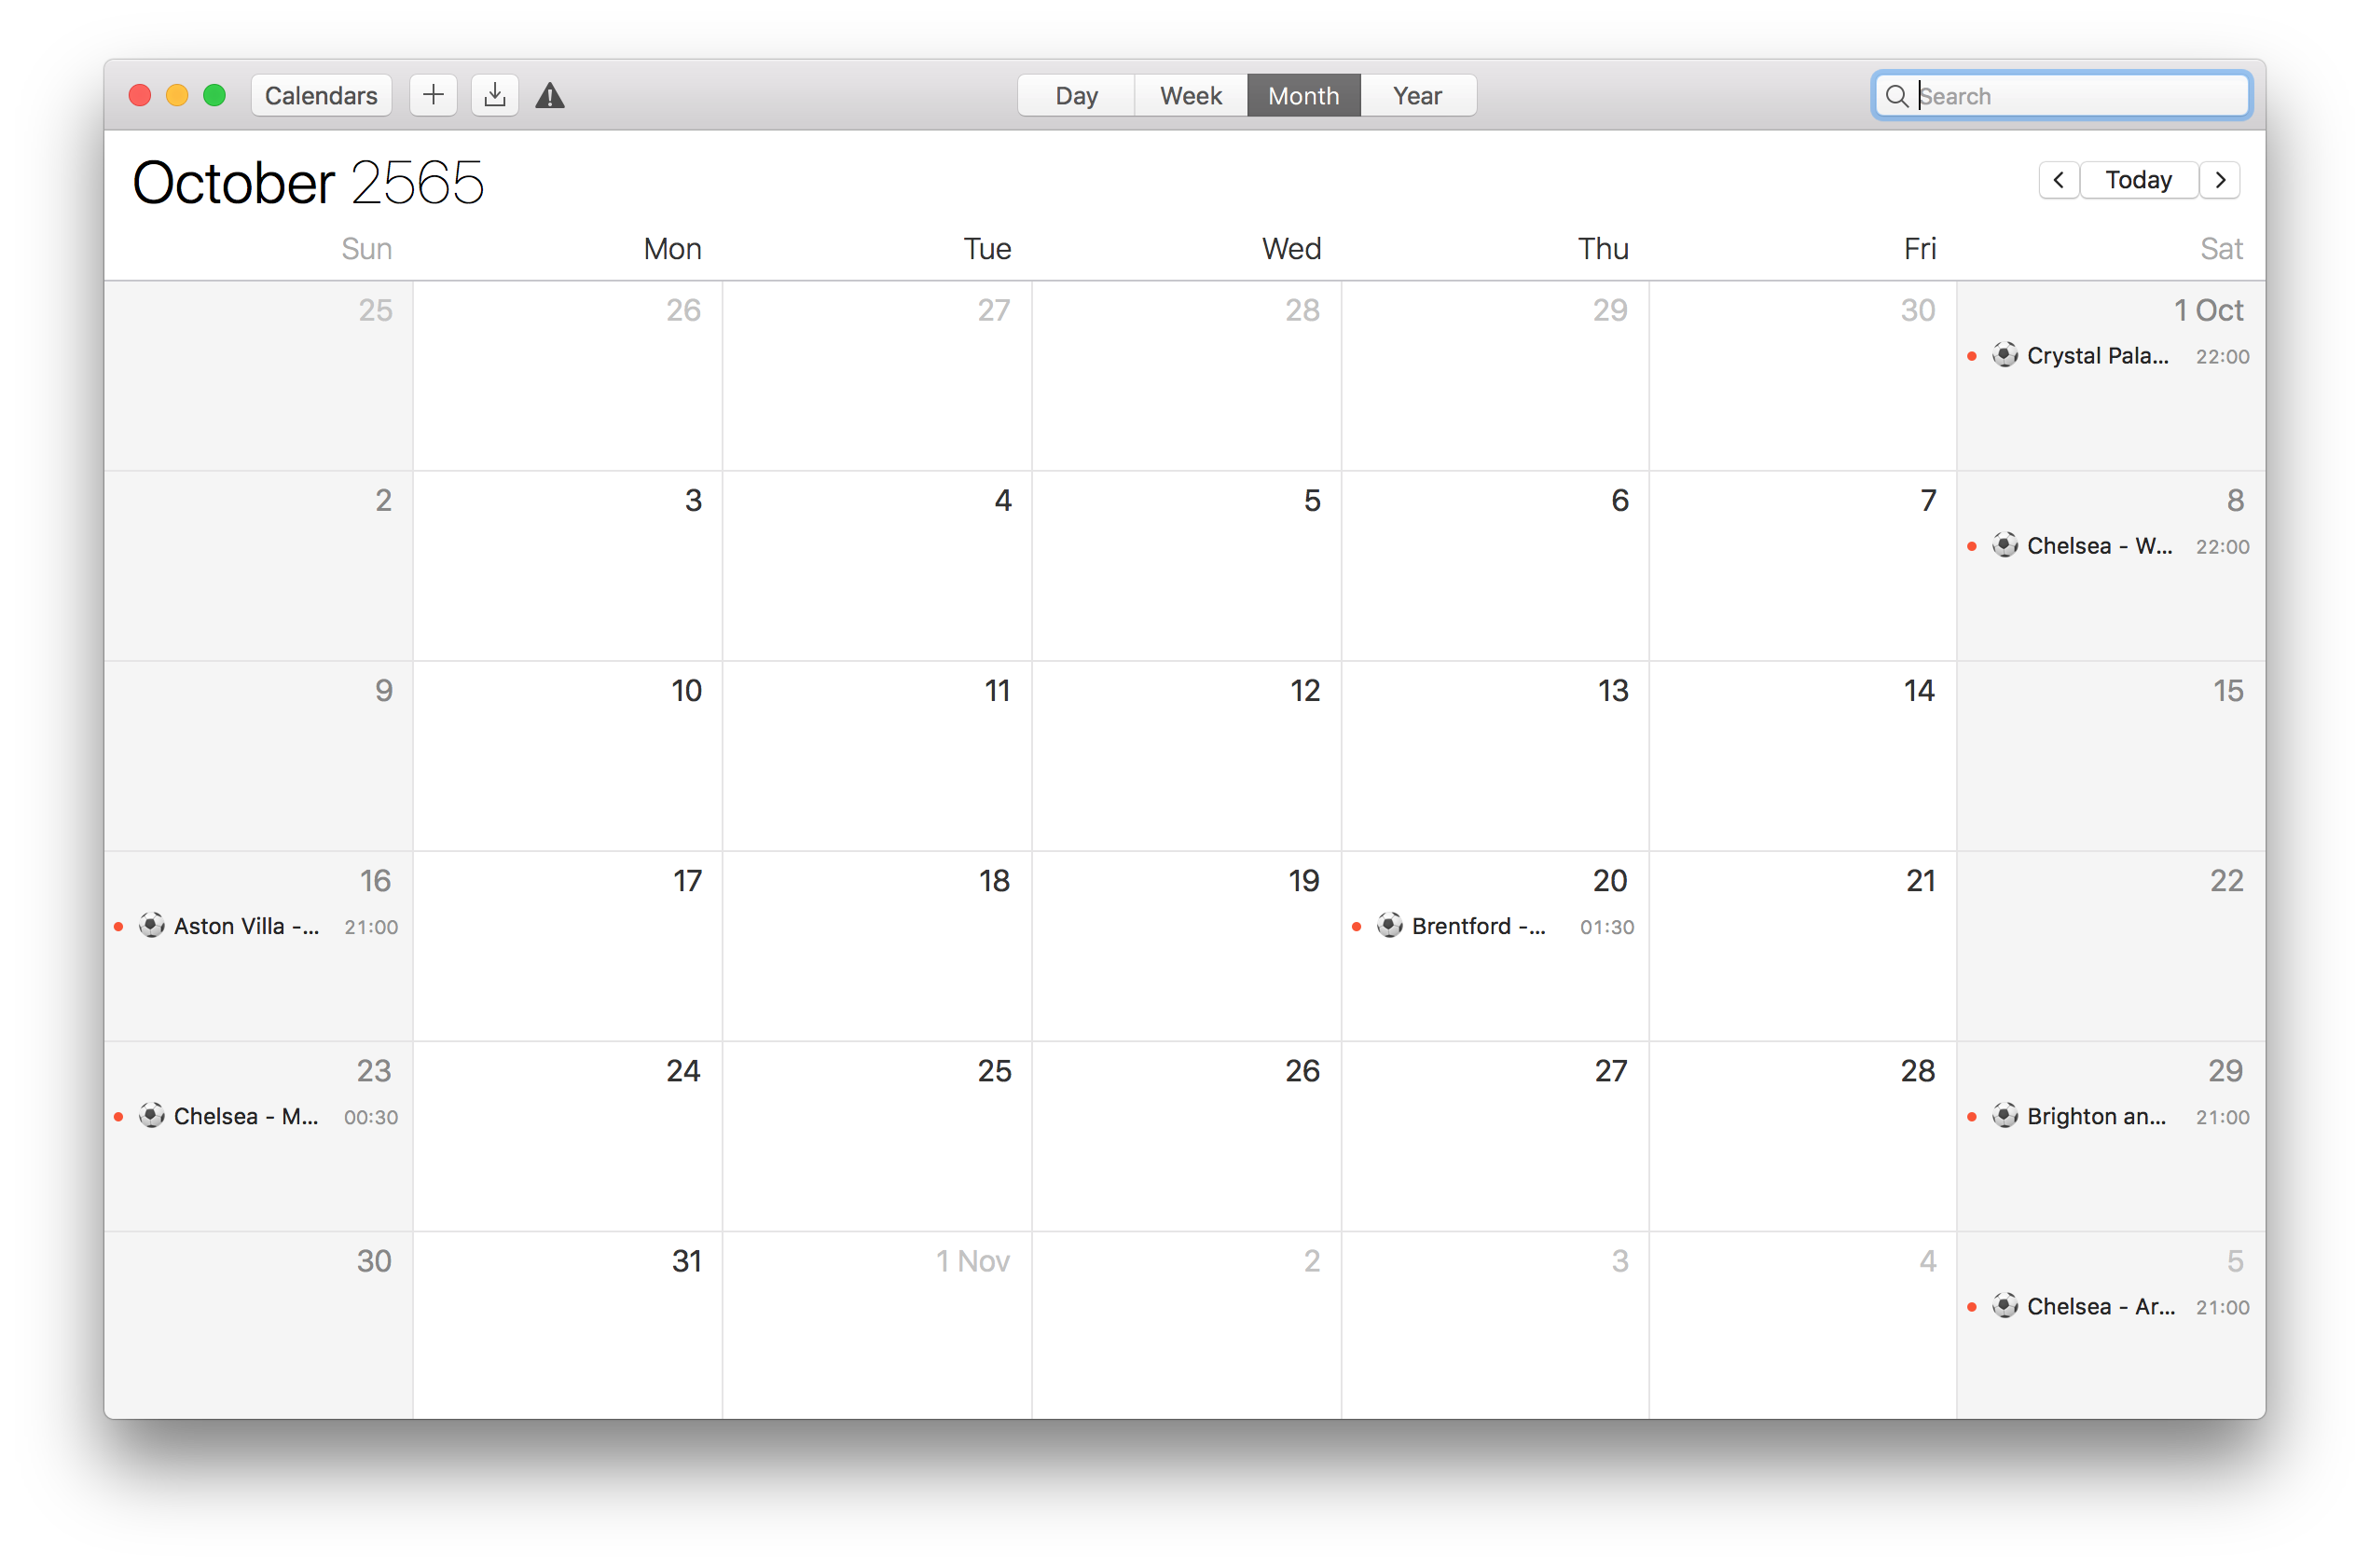 Calendars Day Week Month Year Search
October 2565 Today
Sun Mon Tue Wed Thu Fri Sat
25 26 27 28 29 30 1 Oct
Crystal Pala... 22:00
2 3 4 5 6 7 8
Chelsea - W... 22:00
9 10 11 12 13 14 15
16 17 18 19 20 21 22
Aston Villa -... 21:00 Brentford -... 01:30
23 24 25 26 27 28 29
Chelsea - M... 00:30 Brighton an... 21:00
30 31 1 Nov 2 3 4 5
Chelsea - Ar... 21:00